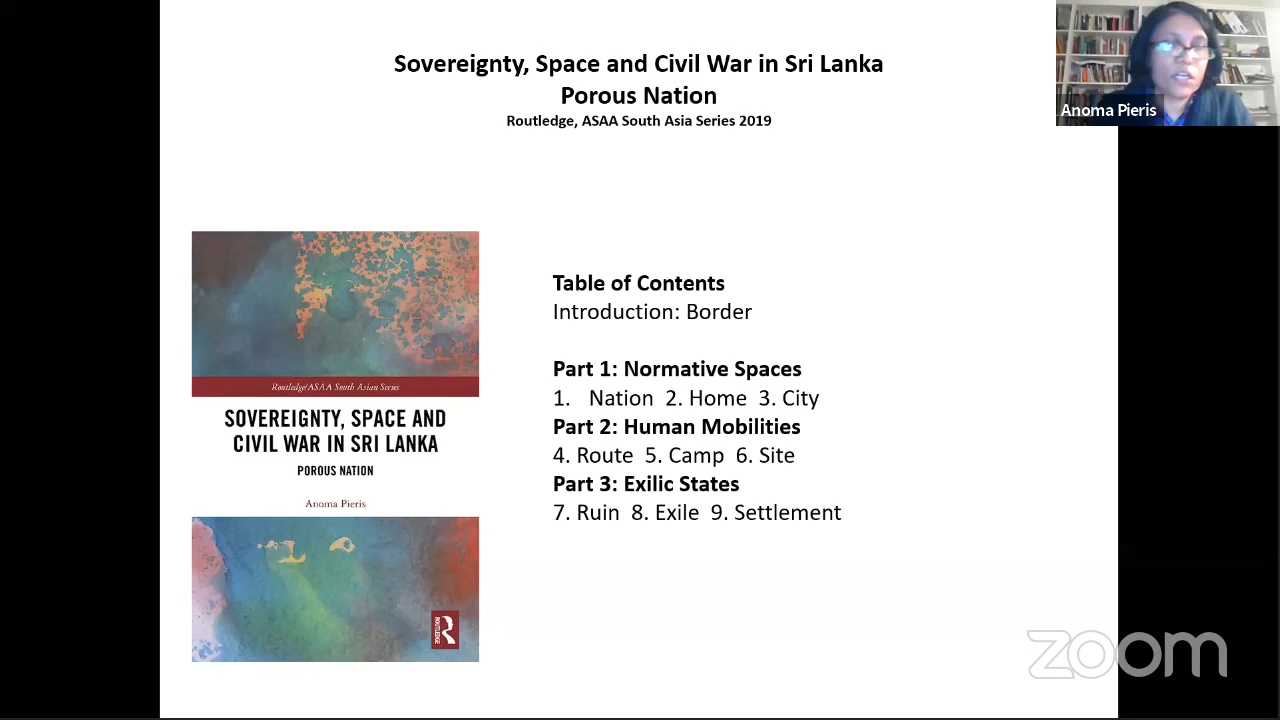 Sovereignty, Space and Civil War in Sri Lanka
Porous Nation
Routledge, ASAA South Asia Series 2019
Anoma Pieris
Routledge/ASAA South Asian Series
SOVEREIGNTY, SPACE AND
CIVIL WAR IN SRI LANKA
POROUS NATION
Anoma Pieris
ROUTLEDGE
Table of Contents
Introduction: Border
Part 1: Normative Spaces
1. Nation 2. Home 3. City
Part 2: Human Mobilities
4. Route 5. Camp 6. Site
Part 3: Exilic States
7. Ruin 8. Exile 9. Settlement
zoom